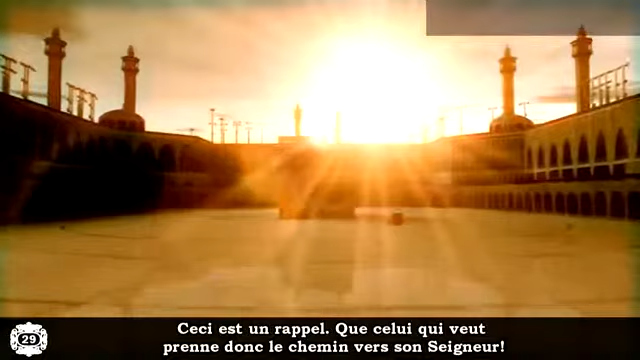 29
Ceci est un rappel. Que celui qui veut
prenne donc le chemin vers son Seigneur!